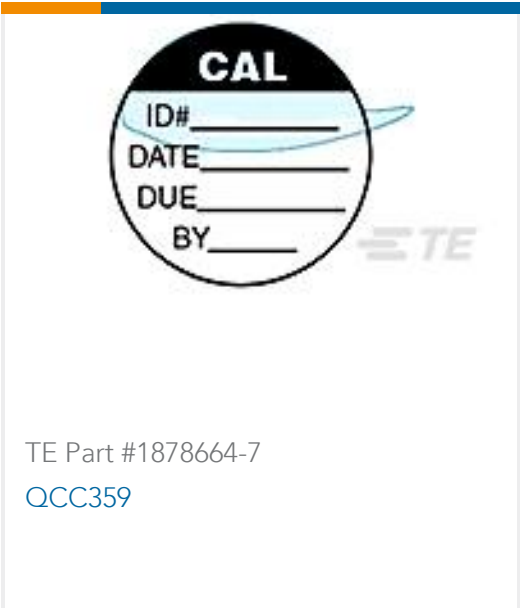 CAL
ID#
DATE
DUE
BY
TE
TE Part #1878664-7
QCC359